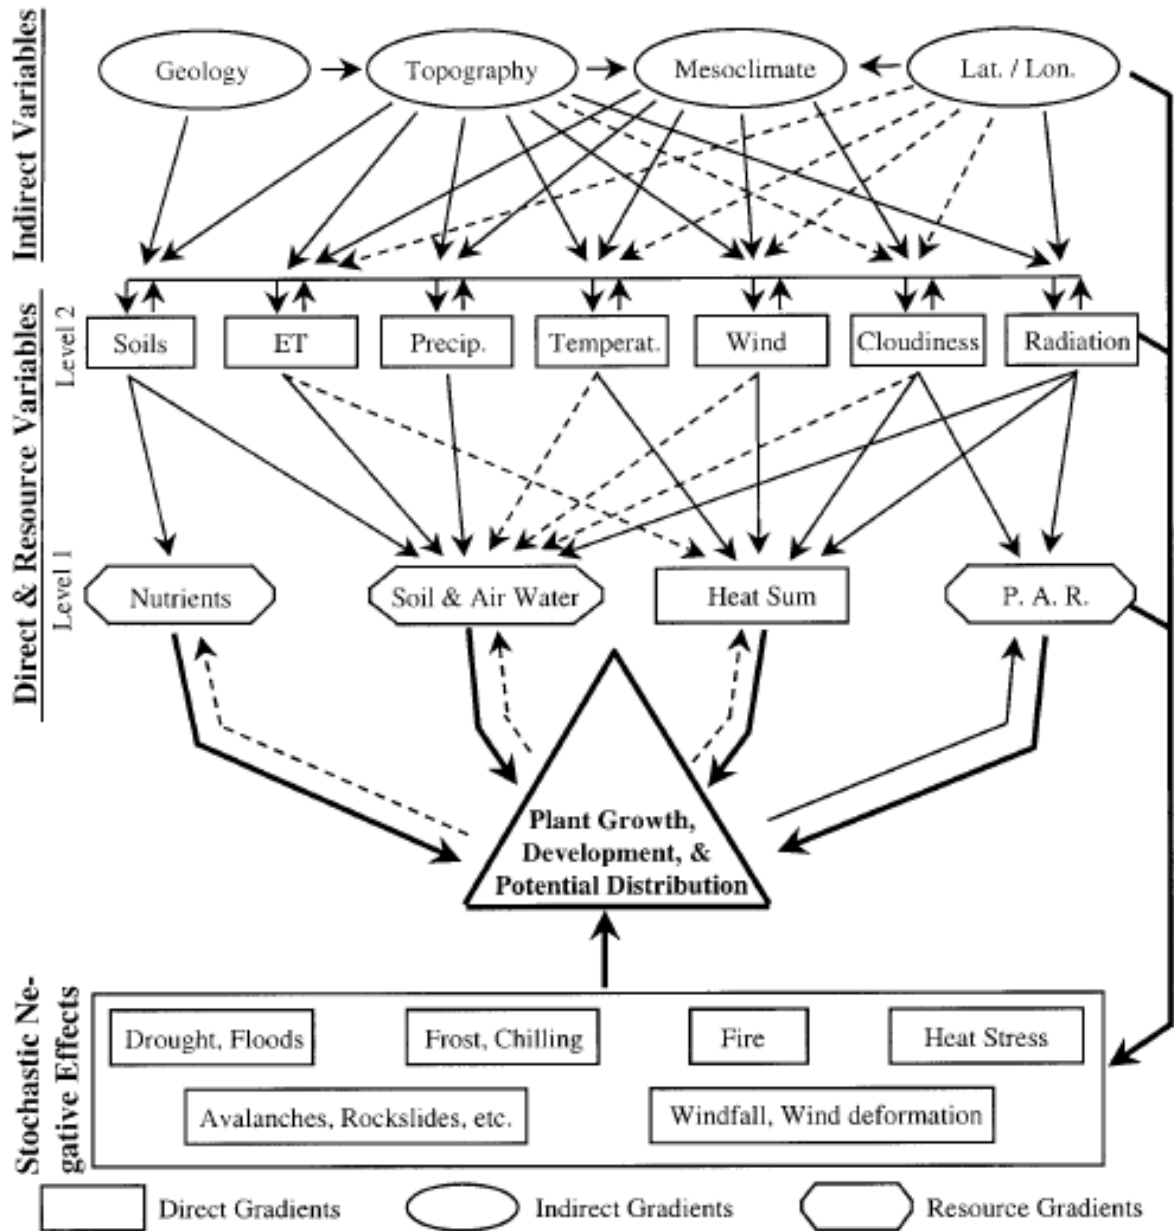 Indirect Variables
Geology
Topography
Mesoclimate
Lat. / Lon.
Direct & Resource Variables
Level 2
Soils
ET
Precip.
Temperat.
Wind
Cloudiness
Radiation
Level 1
Nutrients
Soil & Air Water
Heat Sum
P. A. R.
Plant Growth,
Development, &
Potential Distribution
Stochastic Ne-
gative Effects
Drought, Floods
Frost, Chilling
Fire
Heat Stress
Avalanches, Rockslides, etc.
Windfall, Wind deformation
Direct Gradients
Indirect Gradients
Resource Gradients